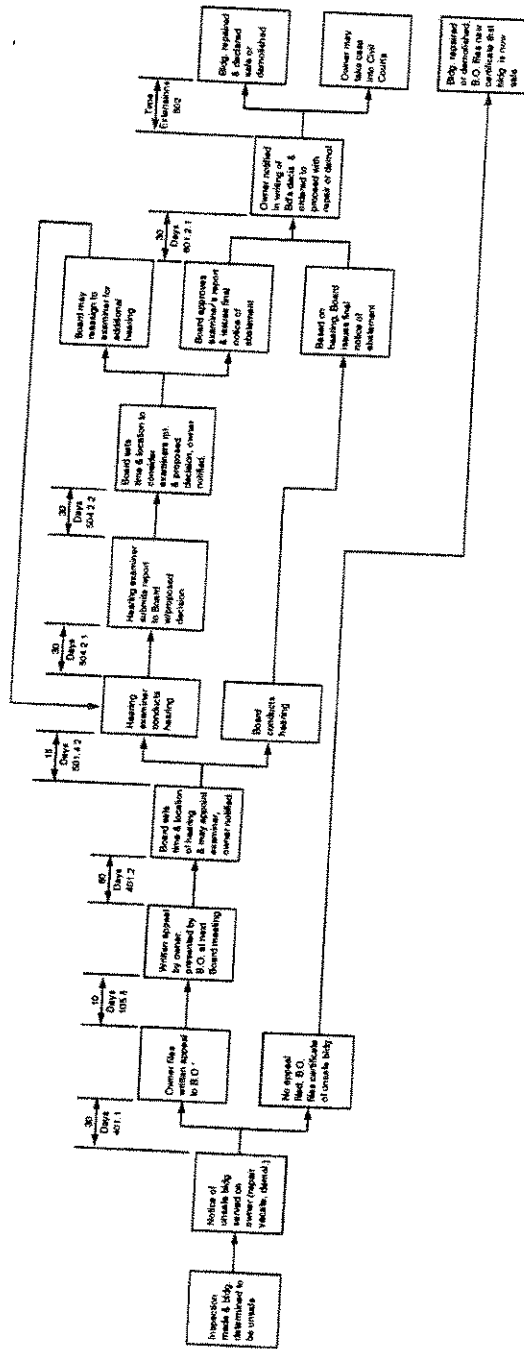 Inspection
made & bldg.
determined to
be unsafe
Notice of
unsafe bldg
served on
owner (repair
vacate, demol.)
30
Days
401.1
Owner files
written appeal
to B.O.
No appeal
filed, B.O.
files certificate
of unsafe bldg.
10
Days
Written appeal
by owner,
presented by
B.O. at next
Board meeting
60
Days
401.2
Board sets
time & location
of hearing
& may appoint
examiner,
owner notified
15
Days
501.4.2
Hearing
examiner
conducts
hearing
Board
conducts
hearing
30
Days
504.2.1
Hearing examiner
submits report
to Board
w/proposed
decision
30
Days
504.2.2
Board sets
time & location to
consider
examiners rpt.
& proposed
decision, owner
notified.
Board may
reassign to
examiner for
additional
hearing
Board approves
examiner's report
& issues final
notice of
abatement
Based on
hearing, Board
issues final
notice of
abatement
30
Days
601.2.1
Owner notified
in writing of
Bd's decis &
ordered to
proceed with
repair or demol
Time
Extensions
802
Bldg. repaired
& declared
safe or
demolished
Owner may
take case
into Civil
Courts
Bldg. repaired
or demolished.
B.O. files new
certificate that
bldg is now
safe